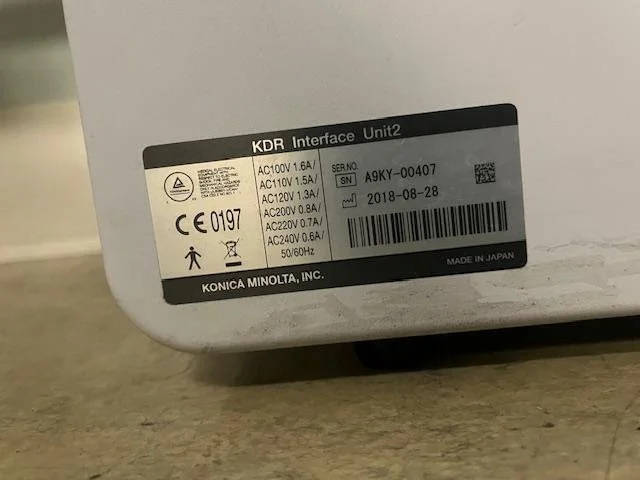 KDR Interface Unit2
AC100V 1.6A/
AC110V 1.5A/
AC120V 1.3A/
AC200V 0.8A/
AC220V 0.7A/
AC240V 0.6A/
50/60Hz
SER.NO.
SN A9KY-00407
2018-08-28
CE 0197
KONICA MINOLTA, INC.
MADE IN JAPAN